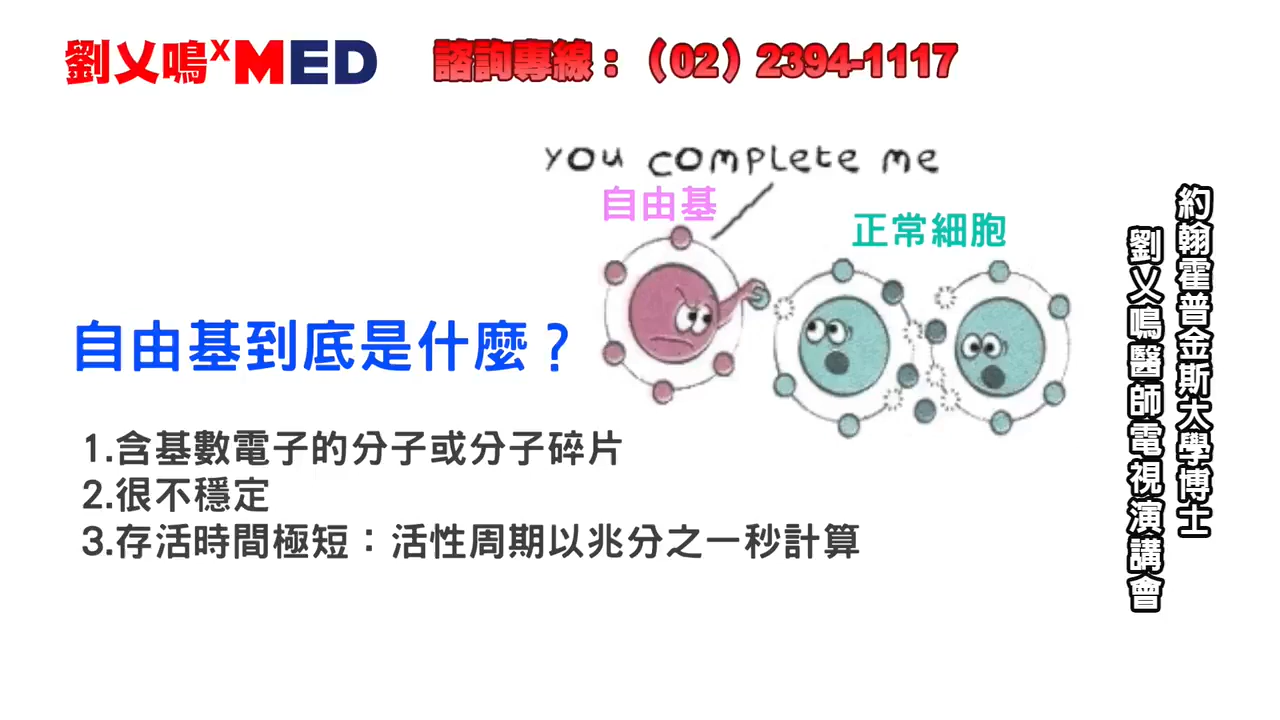 劉乂鳴xMED
諮詢專線：（02）2394-1117
you complete me
自由基
正常細胞
自由基到底是什麼？
1.含基數電子的分子或分子碎片
2.很不穩定
3.存活時間極短：活性周期以兆分之一秒計算
約翰霍普金斯大學博士
劉乂鳴醫師電視演講會